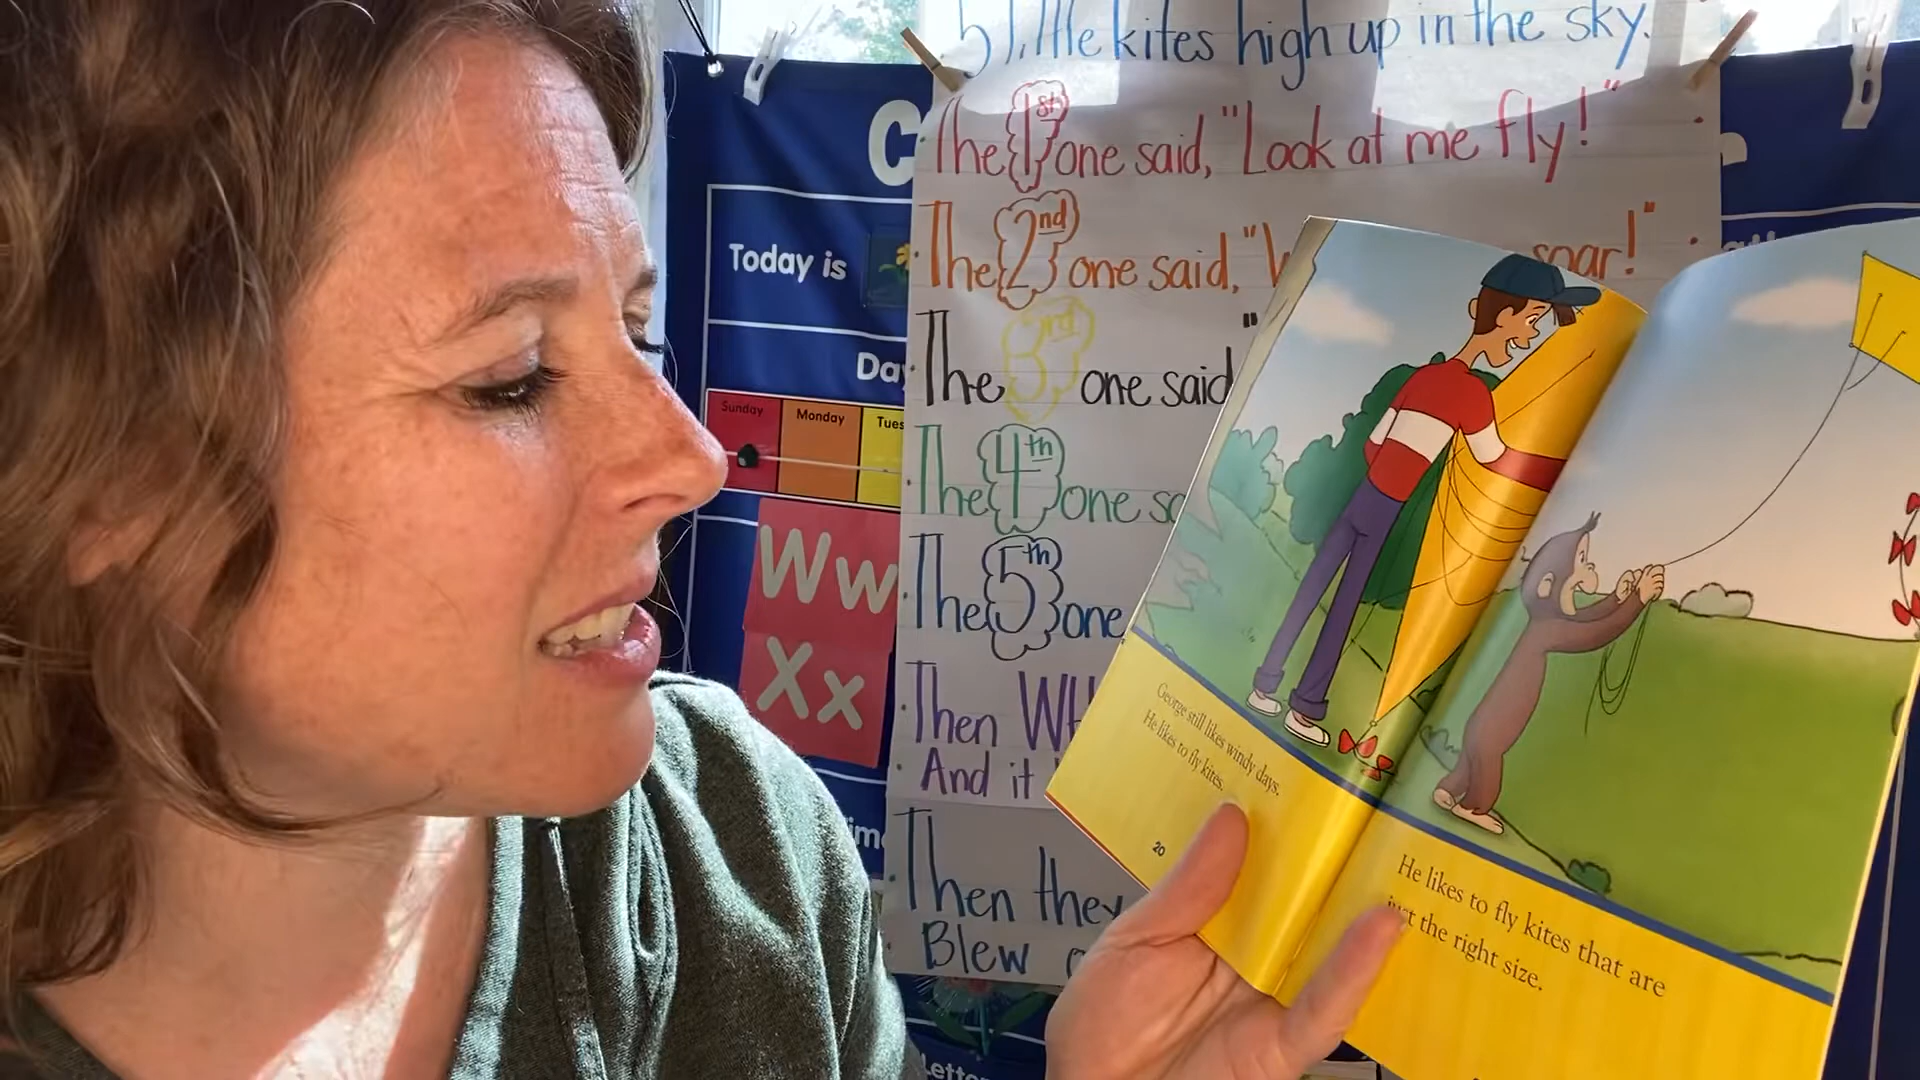 5 little kites high up in the sky.
The 1st one said, "Look at me fly!"
The 2nd one said, " soar!"
The 3rd one said "
The 4th one
The 5th one
Then
And it
Then they
Blew
C
Today is
Sunday Monday Tues
Ww
Xx
George still likes windy days.
He likes to fly kites.
20
He likes to fly kites that are
just the right size.